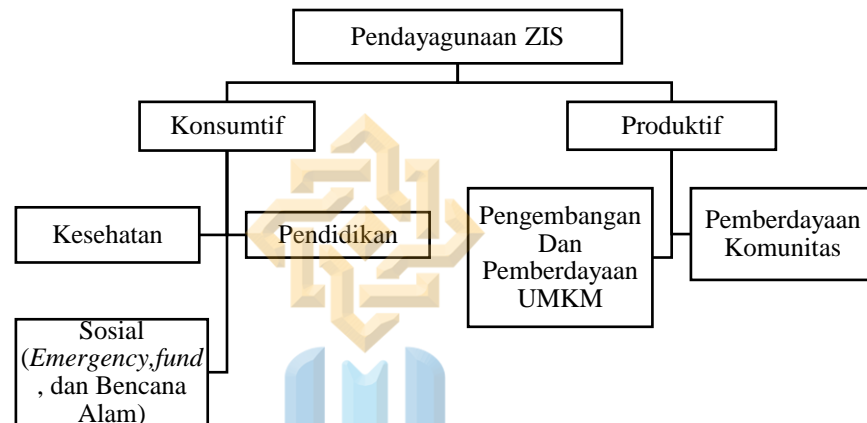 Pendayagunaan ZIS
Konsumtif
Produktif
Kesehatan
Pendidikan
Pengembangan
Dan
Pemberdayaan
UMKM
Pemberdayaan
Komunitas
Sosial
(Emergency,fund
, dan Bencana
Alam)